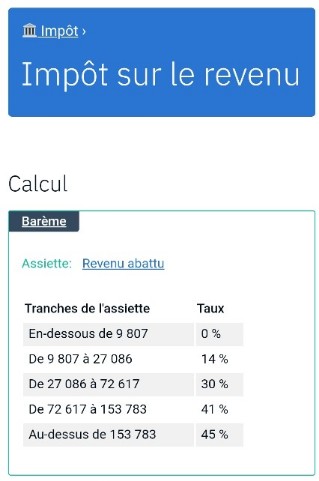 🏛 Impôt ›
Impôt sur le revenu
Calcul
Barème
Assiette: Revenu abattu
Tranches de l'assiette Taux
En-dessous de 9 807 0 %
De 9 807 à 27 086 14 %
De 27 086 à 72 617 30 %
De 72 617 à 153 783 41 %
Au-dessus de 153 783 45 %